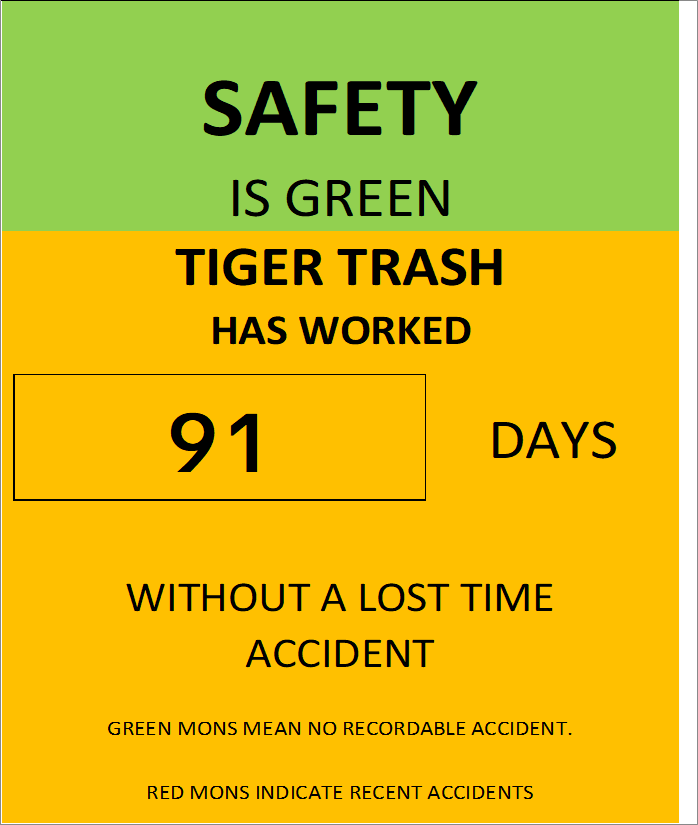 SAFETY
IS GREEN
TIGER TRASH
HAS WORKED
91 DAYS
WITHOUT A LOST TIME
ACCIDENT
GREEN MONS MEAN NO RECORDABLE ACCIDENT.
RED MONS INDICATE RECENT ACCIDENTS